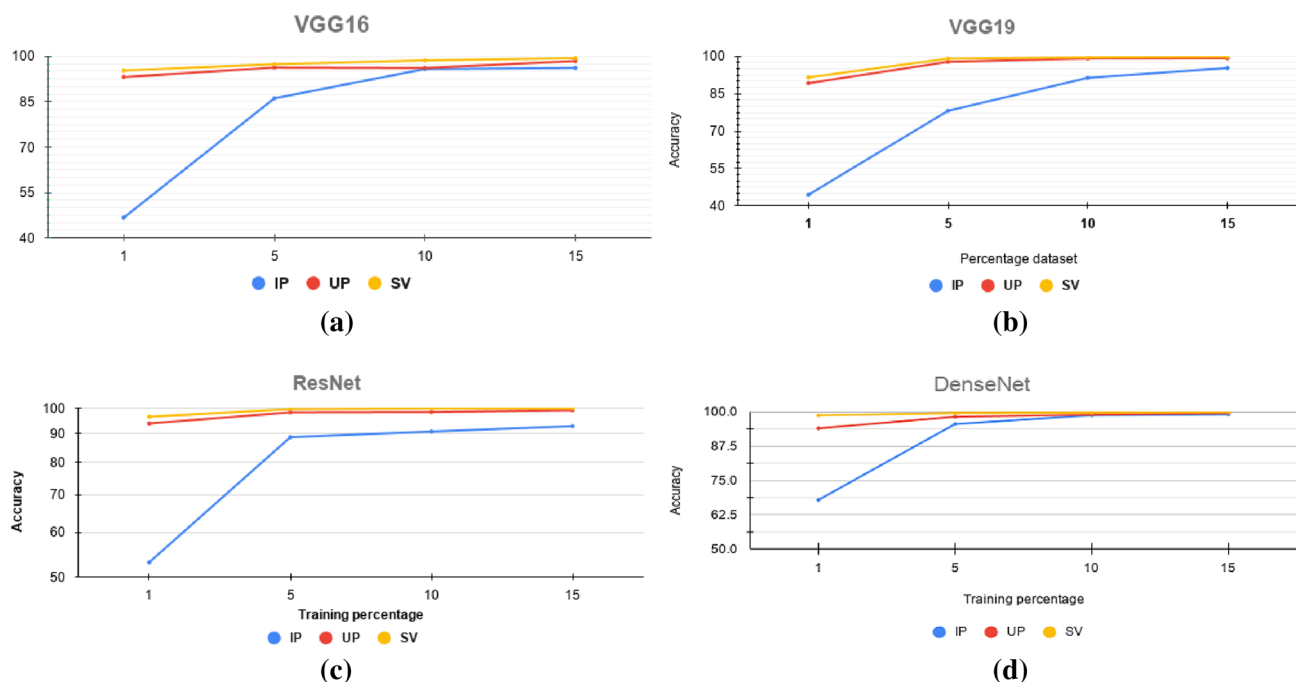 VGG16
100
85
70
55
40
1 5 10 15
IP UP SV
(a)
VGG19
Accuracy
100
85
70
55
40
1 5 10 15
Percentage dataset
IP UP SV
(b)
ResNet
Accuracy
100
90
80
70
60
50
1 5 10 15
Training percentage
IP UP SV
(c)
DenseNet
Accuracy
100.0
87.5
75.0
62.5
50.0
1 5 10 15
Training percentage
IP UP SV
(d)